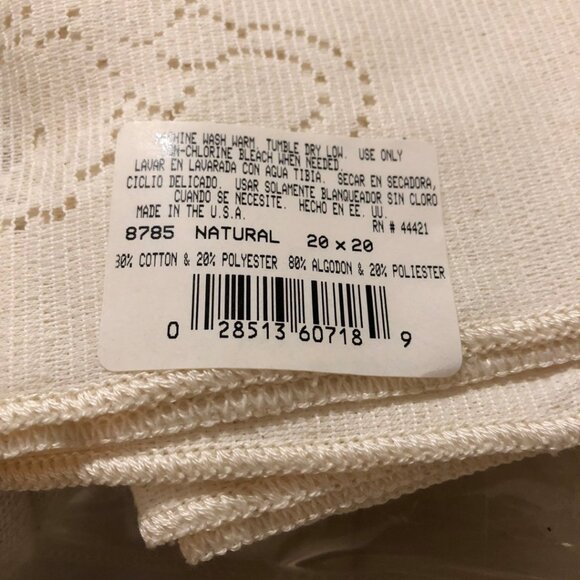 MACHINE WASH WARM. TUMBLE DRY LOW. USE ONLY
NON-CHLORINE BLEACH WHEN NEEDED.
LAVAR EN LAVARADA CON AGUA TIBIA. SECAR EN SECADORA,
CICLIO DELICADO. USAR SOLAMENTE BLANQUEADOR SIN CLORO
CUANDO SE NECESITE. HECHO EN EE. UU.
MADE IN THE U.S.A. RN # 44421
8785 NATURAL 20 x 20
80% COTTON & 20% POLYESTER 80% ALGODON & 20% POLIESTER
0 28513 60718 9